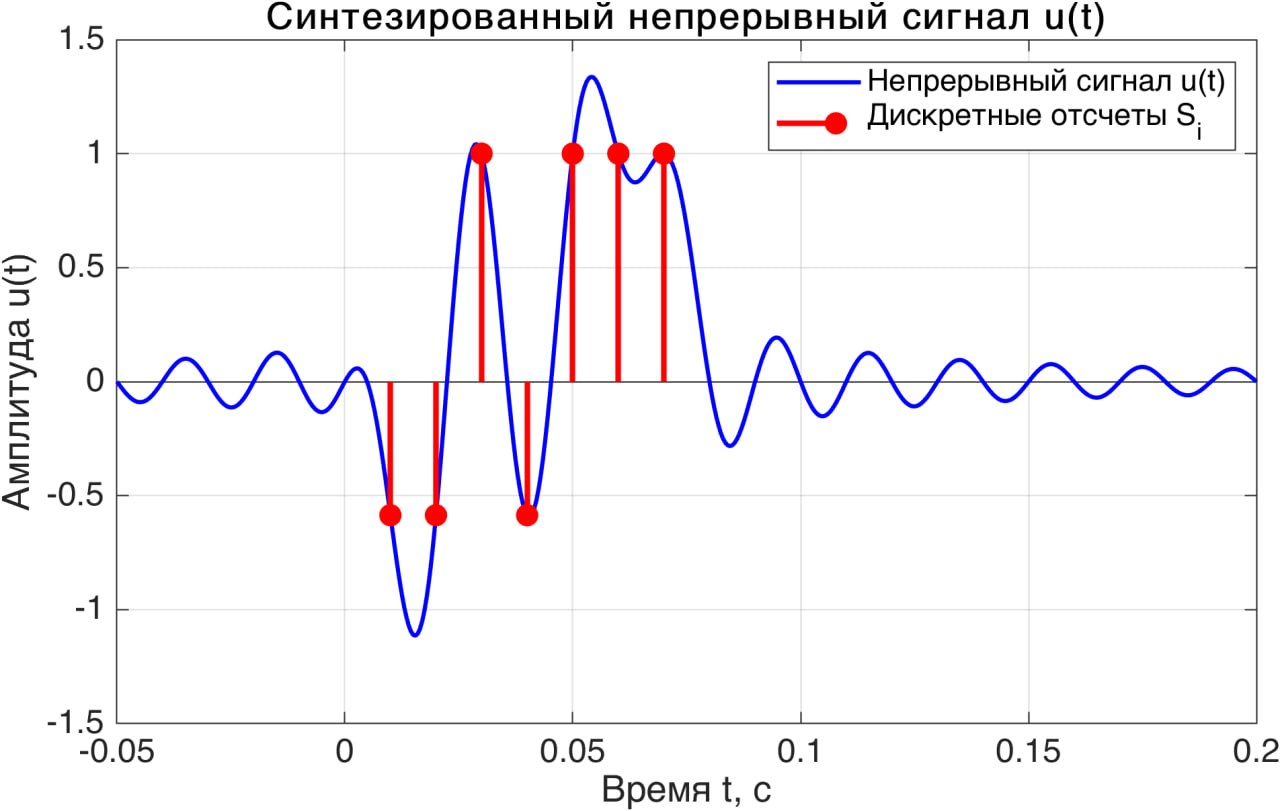 Синтезированный непрерывный сигнал u(t)
1.5
1
0.5
0
-0.5
-1
-1.5
Амплитуда u(t)
Непрерывный сигнал u(t)
Дискретные отсчеты Si
-0.05 0 0.05 0.1 0.15 0.2
Время t, с